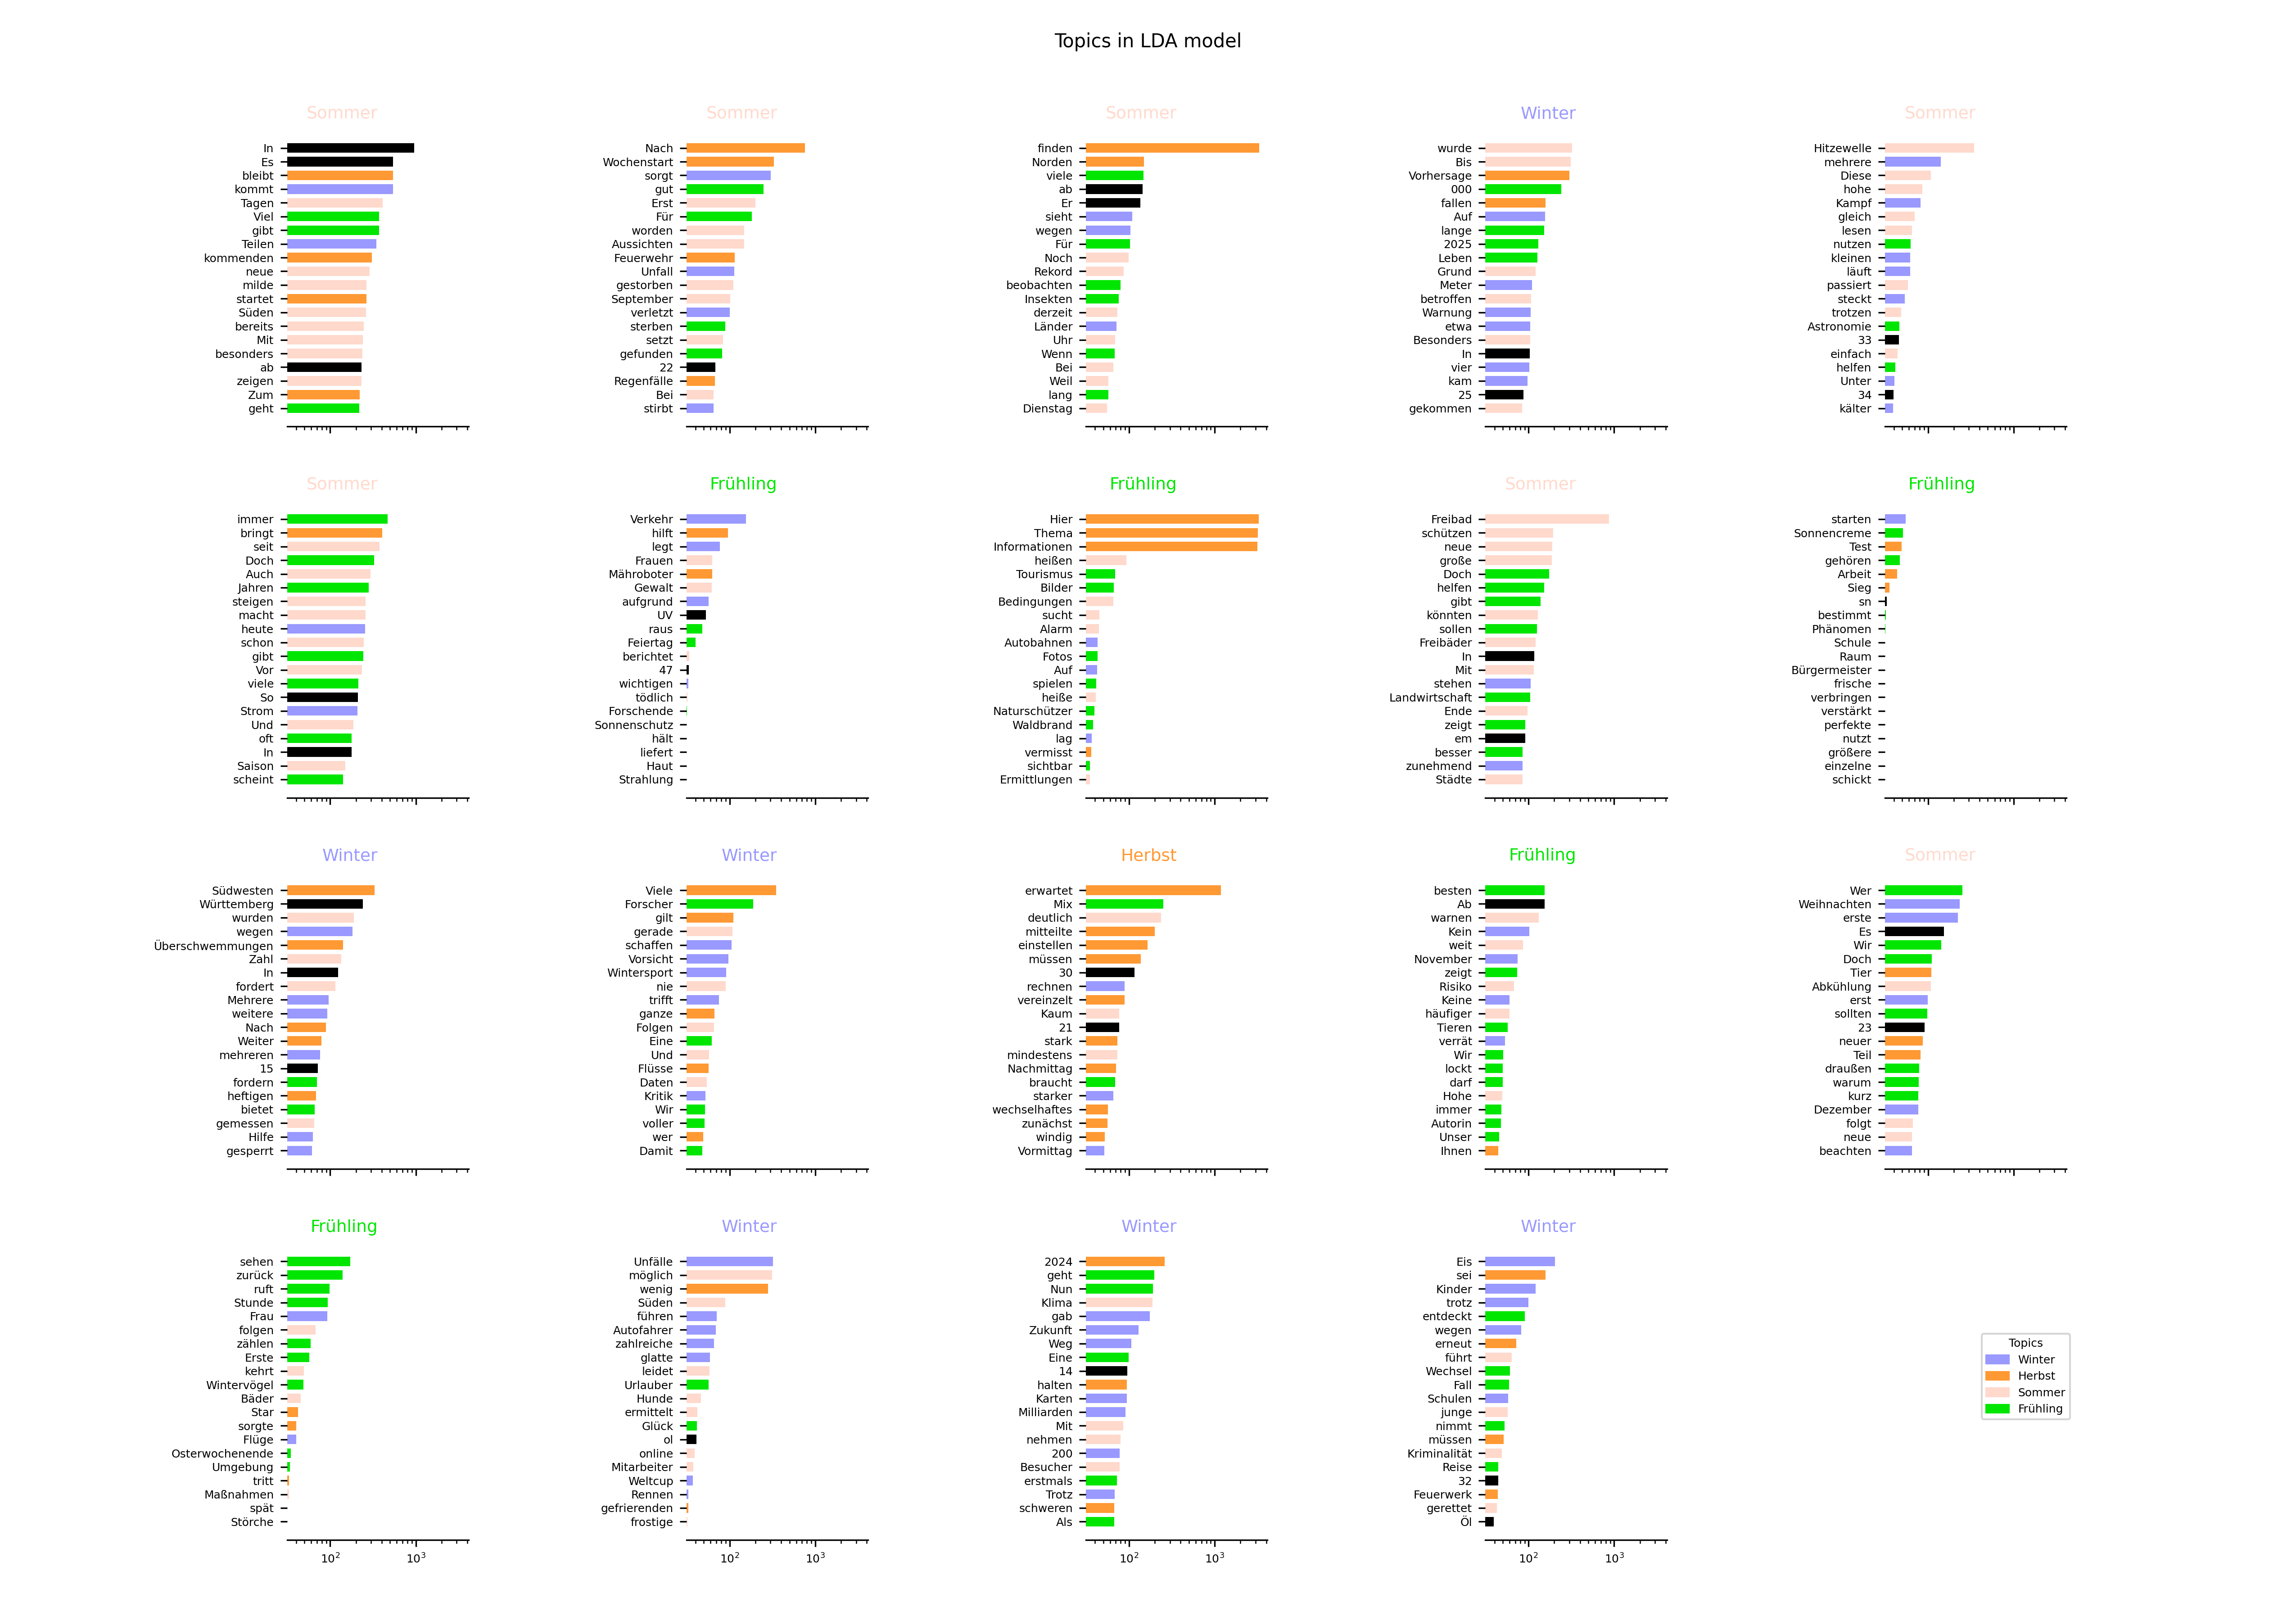 Topics in LDA model
Sommer
In
Es
bleibt
kommt
Tagen
Viel
gibt
Teilen
kommenden
neue
milde
startet
Süden
bereits
Mit
besonders
ab
zeigen
Zum
geht
Sommer
Nach
Wochenstart
sorgt
gut
Erst
Für
worden
Aussichten
Feuerwehr
Unfall
gestorben
September
verletzt
sterben
setzt
gefunden
22
Regenfälle
Bei
stirbt
Sommer
finden
Norden
viele
ab
Er
sieht
wegen
Für
Noch
Rekord
beobachten
Insekten
derzeit
Länder
Uhr
Wenn
Bei
Weil
lang
Dienstag
Winter
wurde
Bis
Vorhersage
000
fallen
Auf
lange
2025
Leben
Grund
Meter
betroffen
Warnung
etwa
Besonders
In
vier
kam
25
gekommen
Sommer
Hitzewelle
mehrere
Diese
hohe
Kampf
gleich
lesen
nutzen
kleinen
läuft
passiert
steckt
trotzen
Astronomie
33
einfach
helfen
Unter
34
kälter
Sommer
immer
bringt
seit
Doch
Auch
Jahren
steigen
macht
heute
schon
gibt
Vor
viele
So
Strom
Und
oft
In
Saison
scheint
Frühling
Verkehr
hilft
legt
Frauen
Mähroboter
Gewalt
aufgrund
UV
raus
Feiertag
berichtet
47
wichtigen
tödlich
Forschende
Sonnenschutz
hält
liefert
Haut
Strahlung
Frühling
Hier
Thema
Informationen
heißen
Tourismus
Bilder
Bedingungen
sucht
Alarm
Autobahnen
Fotos
Auf
spielen
heiße
Naturschützer
Waldbrand
lag
vermisst
sichtbar
Ermittlungen
Sommer
Freibad
schützen
neue
große
Doch
helfen
gibt
könnten
sollen
Freibäder
In
Mit
stehen
Landwirtschaft
Ende
zeigt
em
besser
zunehmend
Städte
Frühling
starten
Sonnencreme
Test
gehören
Arbeit
Sieg
sn
bestimmt
Phänomen
Schule
Raum
Bürgermeister
frische
verbringen
verstärkt
perfekte
nutzt
größere
einzelne
schickt
Winter
Südwesten
Württemberg
wurden
wegen
Überschwemmungen
Zahl
In
fordert
Mehrere
weitere
Nach
Weiter
mehreren
15
fordern
heftigen
bietet
gemessen
Hilfe
gesperrt
Winter
Viele
Forscher
gilt
gerade
schaffen
Vorsicht
Wintersport
nie
trifft
ganze
Folgen
Eine
Und
Flüsse
Daten
Kritik
Wir
voller
wer
Damit
Herbst
erwartet
Mix
deutlich
mitteilte
einstellen
müssen
30
rechnen
vereinzelt
Kaum
21
stark
mindestens
Nachmittag
braucht
starker
wechselhaftes
zunächst
windig
Vormittag
Frühling
besten
Ab
warnen
Kein
weit
November
zeigt
Risiko
Keine
häufiger
Tieren
verrät
Wir
lockt
darf
Hohe
immer
Autorin
Unser
Ihnen
Sommer
Wer
Weihnachten
erste
Es
Wir
Doch
Tier
Abkühlung
erst
sollten
23
neuer
Teil
draußen
warum
kurz
Dezember
folgt
neue
beachten
Frühling
sehen
zurück
ruft
Stunde
Frau
folgen
zählen
Erste
kehrt
Wintervögel
Bäder
Star
sorgte
Flüge
Osterwochenende
Umgebung
tritt
Maßnahmen
spät
Störche
10²
10³
Winter
Unfälle
möglich
wenig
Süden
führen
Autofahrer
zahlreiche
glatte
leidet
Urlauber
Hunde
ermittelt
Glück
ol
online
Mitarbeiter
Weltcup
Rennen
gefrierenden
frostige
10²
10³
Winter
2024
geht
Nun
Klima
gab
Zukunft
Weg
Eine
14
halten
Karten
Milliarden
Mit
nehmen
200
Besucher
erstmals
Trotz
schweren
Als
10²
10³
Winter
Eis
sei
Kinder
trotz
entdeckt
wegen
erneut
führt
Wechsel
Fall
Schulen
junge
nimmt
müssen
Kriminalität
Reise
32
Feuerwerk
gerettet
Öl
10²
10³
Topics
Winter
Herbst
Sommer
Frühling